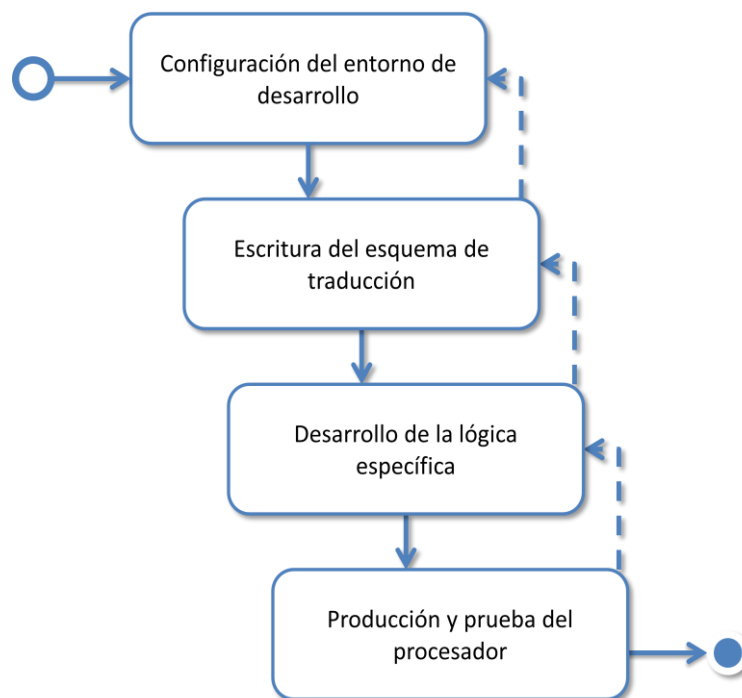 Configuración del entorno de
desarrollo
Escritura del esquema de
traducción
Desarrollo de la lógica
específica
Producción y prueba del
procesador